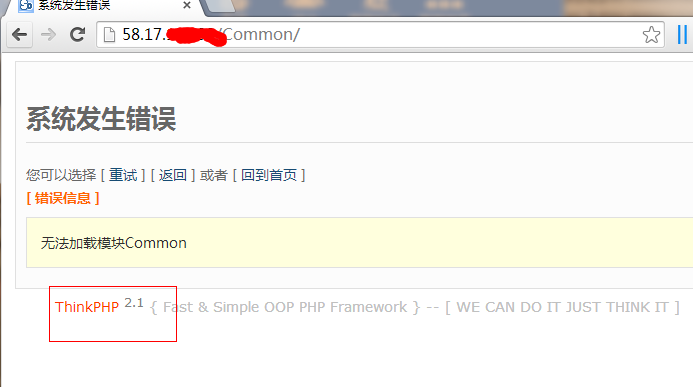 系统发生错误
58.17. /Common/
系统发生错误
您可以选择 [ 重试 ] [ 返回 ] 或者 [ 回到首页 ]
[ 错误信息 ]
无法加载模块Common
ThinkPHP 2.1 { Fast & Simple OOP PHP Framework } -- [ WE CAN DO IT JUST THINK IT ]